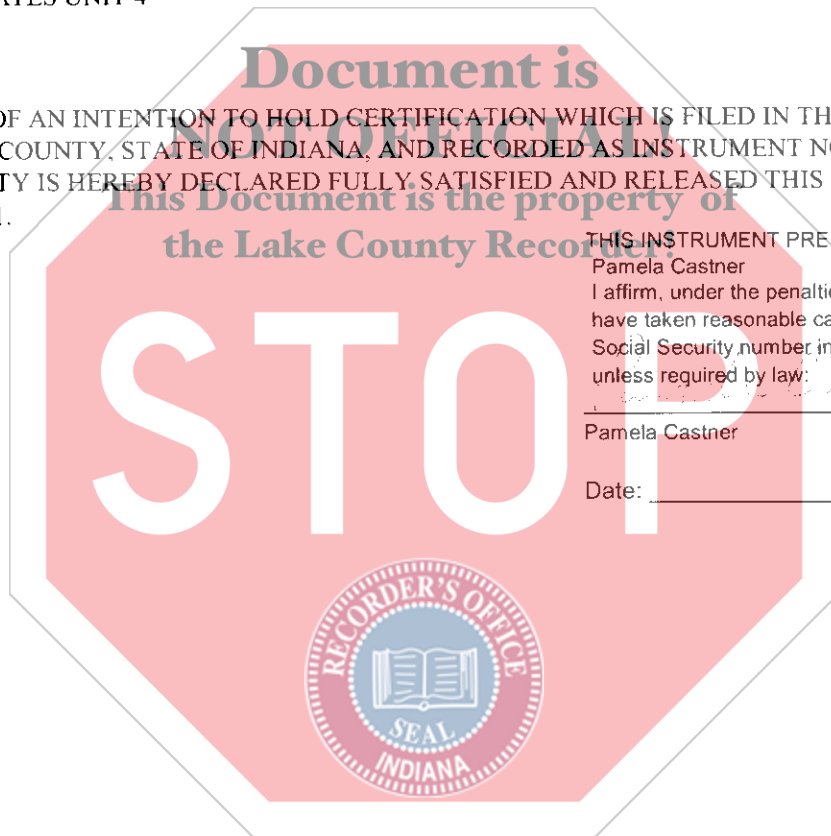 ATES UNIT 4
Document is
OF AN INTENTION TO HOLD CERTIFICATION WHICH IS FILED IN TH
NOT OFFICIAL!
COUNTY, STATE OF INDIANA, AND RECORDED AS INSTRUMENT NO
TY IS HEREBY DECLARED FULLY SATISFIED AND RELEASED THIS
This Document is the property of
the Lake County Recorder!
THIS INSTRUMENT PRE
Pamela Castner
I affirm, under the penaltie
have taken reasonable ca
Social Security number in
unless required by law:
Pamela Castner
Date:
STOP
RECORDER'S OFFICE
SEAL
INDIANA